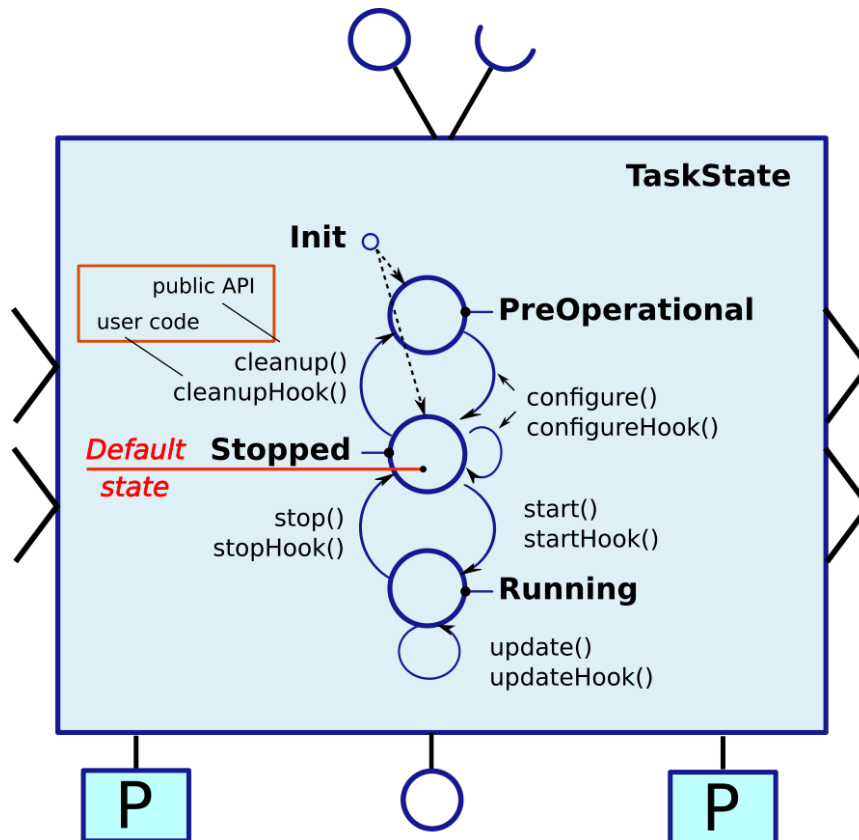 TaskState
Init
public API
user code
PreOperational
cleanup()
cleanupHook()
configure()
configureHook()
Default
state
Stopped
stop()
stopHook()
start()
startHook()
Running
update()
updateHook()
P
P